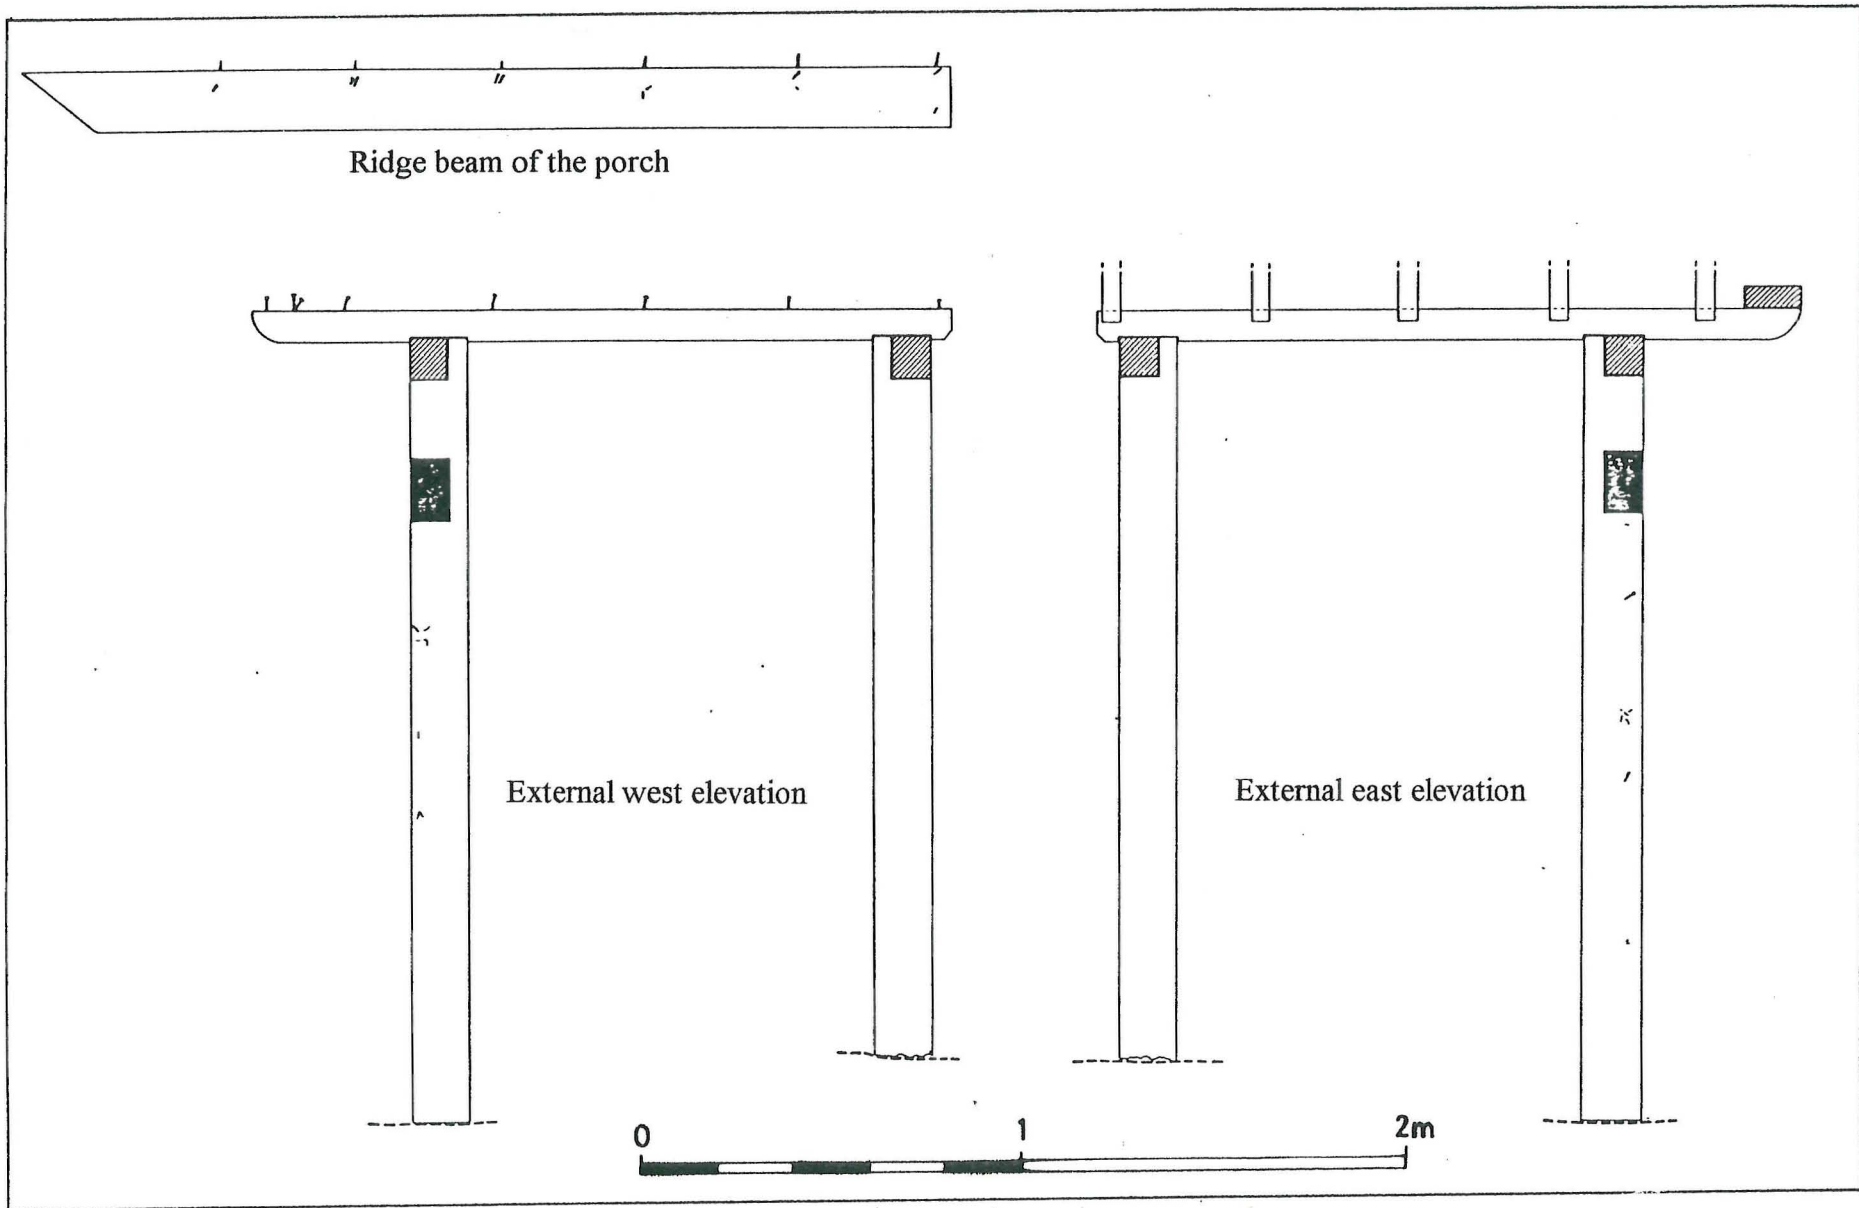 Ridge beam of the porch
External west elevation
External east elevation
0 1 2m